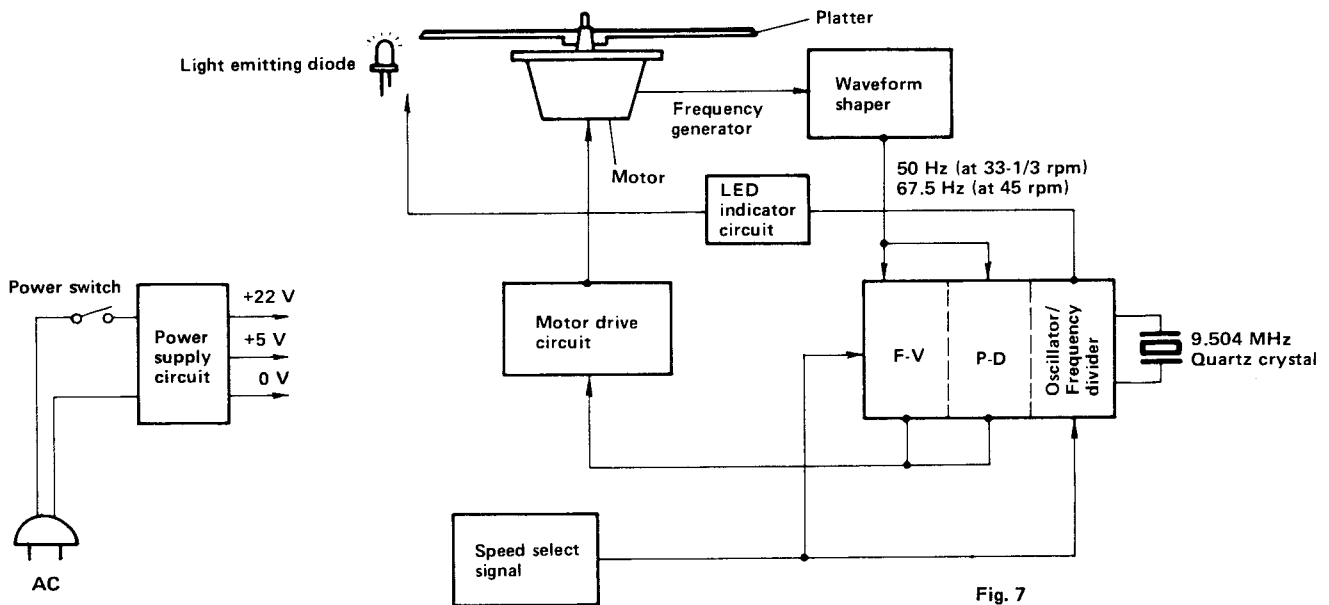 Platter
Light emitting diode
Waveform
shaper
Frequency
generator
Motor
50 Hz (at 33-1/3 rpm)
67.5 Hz (at 45 rpm)
LED
indicator
circuit
Power switch
+22 V
Power
supply
circuit
+5 V
0 V
Motor drive
circuit
F-V
P-D
Oscillator/
Frequency
divider
9.504 MHz
Quartz crystal
Speed select
signal
AC
Fig. 7